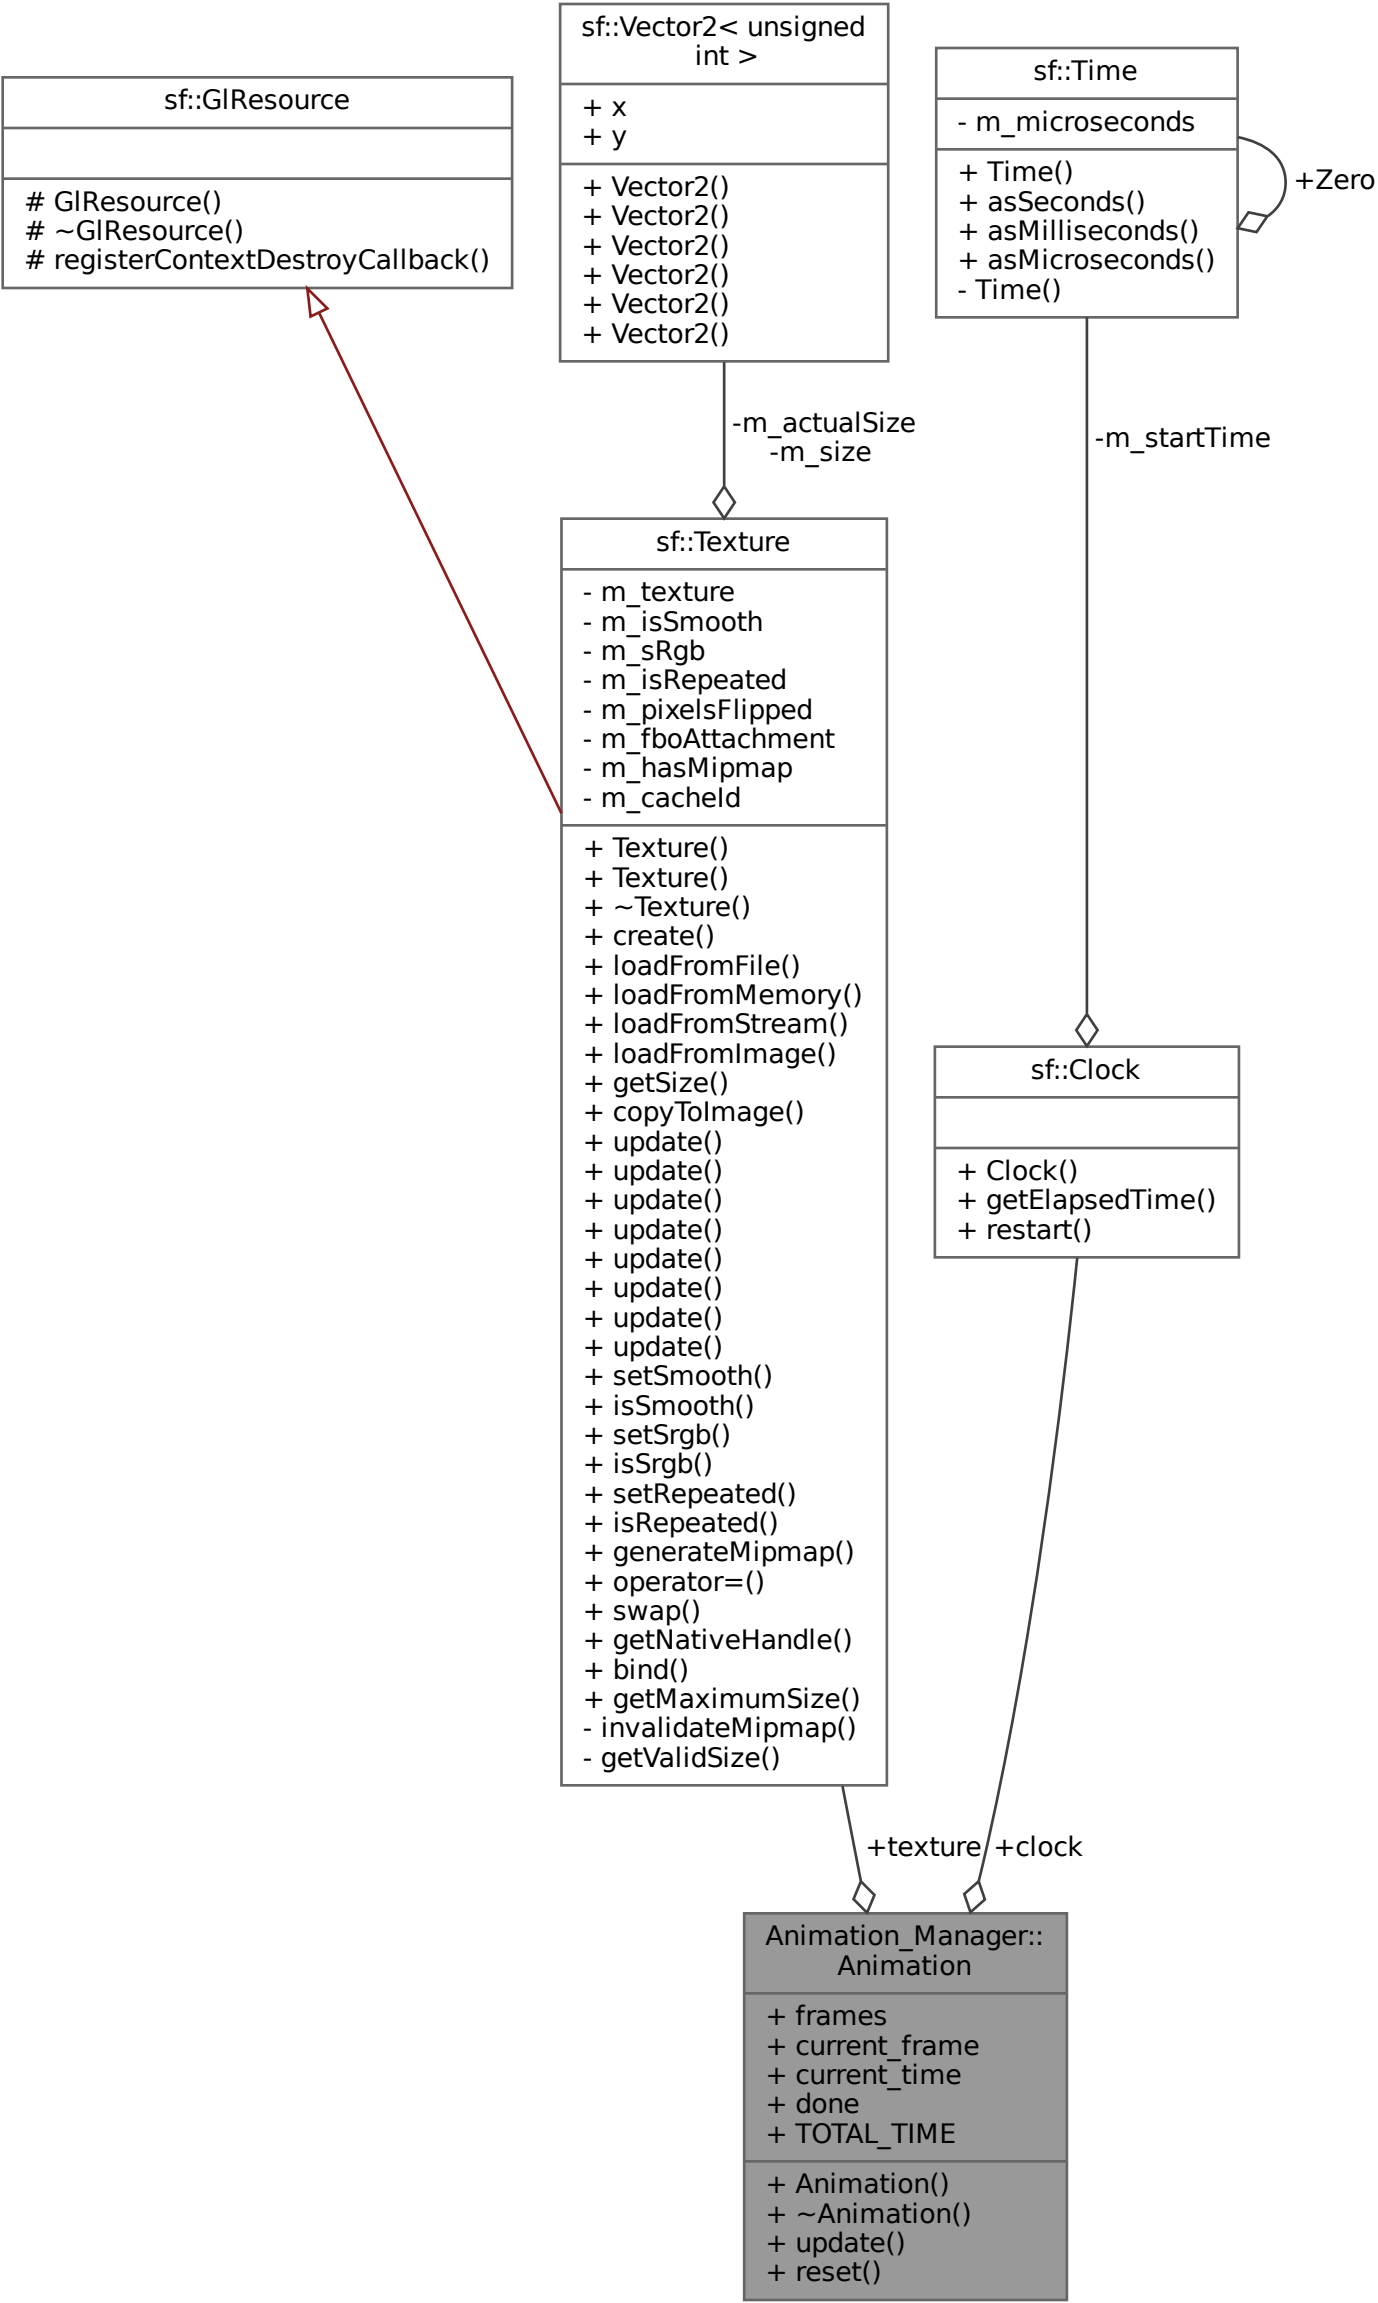 sf::GlResource
# GlResource()
# ~GlResource()
# registerContextDestroyCallback()
sf::Vector2< unsigned
int >
+ x
+ y
+ Vector2()
+ Vector2()
+ Vector2()
+ Vector2()
+ Vector2()
+ Vector2()
sf::Time
- m_microseconds
+ Time()
+ asSeconds()
+ asMilliseconds()
+ asMicroseconds()
- Time()
+Zero
-m_actualSize
-m_size
-m_startTime
sf::Texture
- m_texture
- m_isSmooth
- m_sRgb
- m_isRepeated
- m_pixelsFlipped
- m_fboAttachment
- m_hasMipmap
- m_cacheId
+ Texture()
+ Texture()
+ ~Texture()
+ create()
+ loadFromFile()
+ loadFromMemory()
+ loadFromStream()
+ loadFromImage()
+ getSize()
+ copyToImage()
+ update()
+ update()
+ update()
+ update()
+ update()
+ update()
+ update()
+ update()
+ setSmooth()
+ isSmooth()
+ setSrgb()
+ isSrgb()
+ setRepeated()
+ isRepeated()
+ generateMipmap()
+ operator=()
+ swap()
+ getNativeHandle()
+ bind()
+ getMaximumSize()
- invalidateMipmap()
- getValidSize()
sf::Clock
+ Clock()
+ getElapsedTime()
+ restart()
+texture
+clock
Animation_Manager::
Animation
+ frames
+ current_frame
+ current_time
+ done
+ TOTAL_TIME
+ Animation()
+ ~Animation()
+ update()
+ reset()